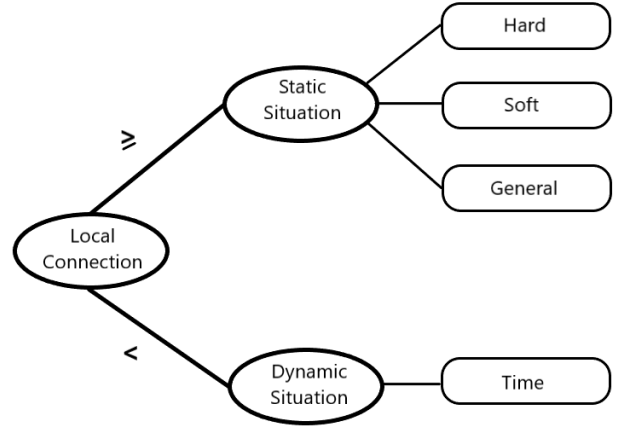 Hard
Static
Situation
Soft
≥
General
Local
Connection
<
Dynamic
Situation
Time